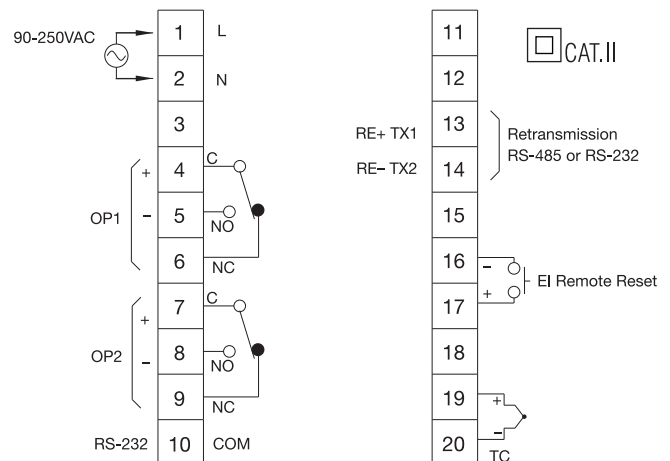 90-250VAC
1 L
2 N
3
4 C
+
OP1
5 NO
−
6 NC
7 C
+
OP2
8 NO
−
9 NC
RS-232 10 COM
11
CAT.II
12
RE+ TX1 13
Retransmission
RS-485 or RS-232
RE− TX2 14
15
16 −
EI Remote Reset
17 +
18
19 +
20 −
TC